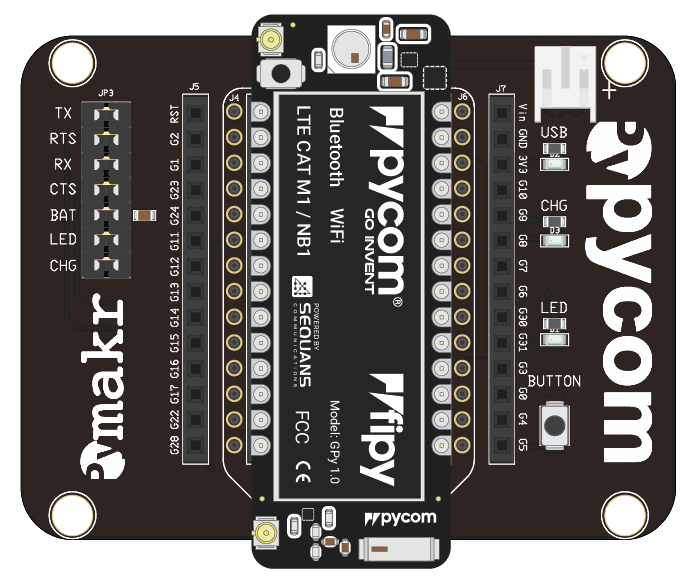 JP3
TX
RTS
RX
CTS
BAT
LED
CHG
pymakr
J5
RST
G2
G1
G23
G24
G11
G12
G13
G14
G15
G16
G17
G22
G28
J4
pycom
GO INVENT
®
Bluetooth WiFi
LTE CAT M1 / NB1
POWERED BY
SEQUANS
COMMUNICATIONS
fipy
Model: GPy 1.0
FCC CE
pycom
J6
J7
Vin
GND
3V3
G10
G9
G8
G7
G6
G30
G31
G3
G0
G4
G5
+
USB
D2
CHG
D3
LED
D1
BUTTON
pycom